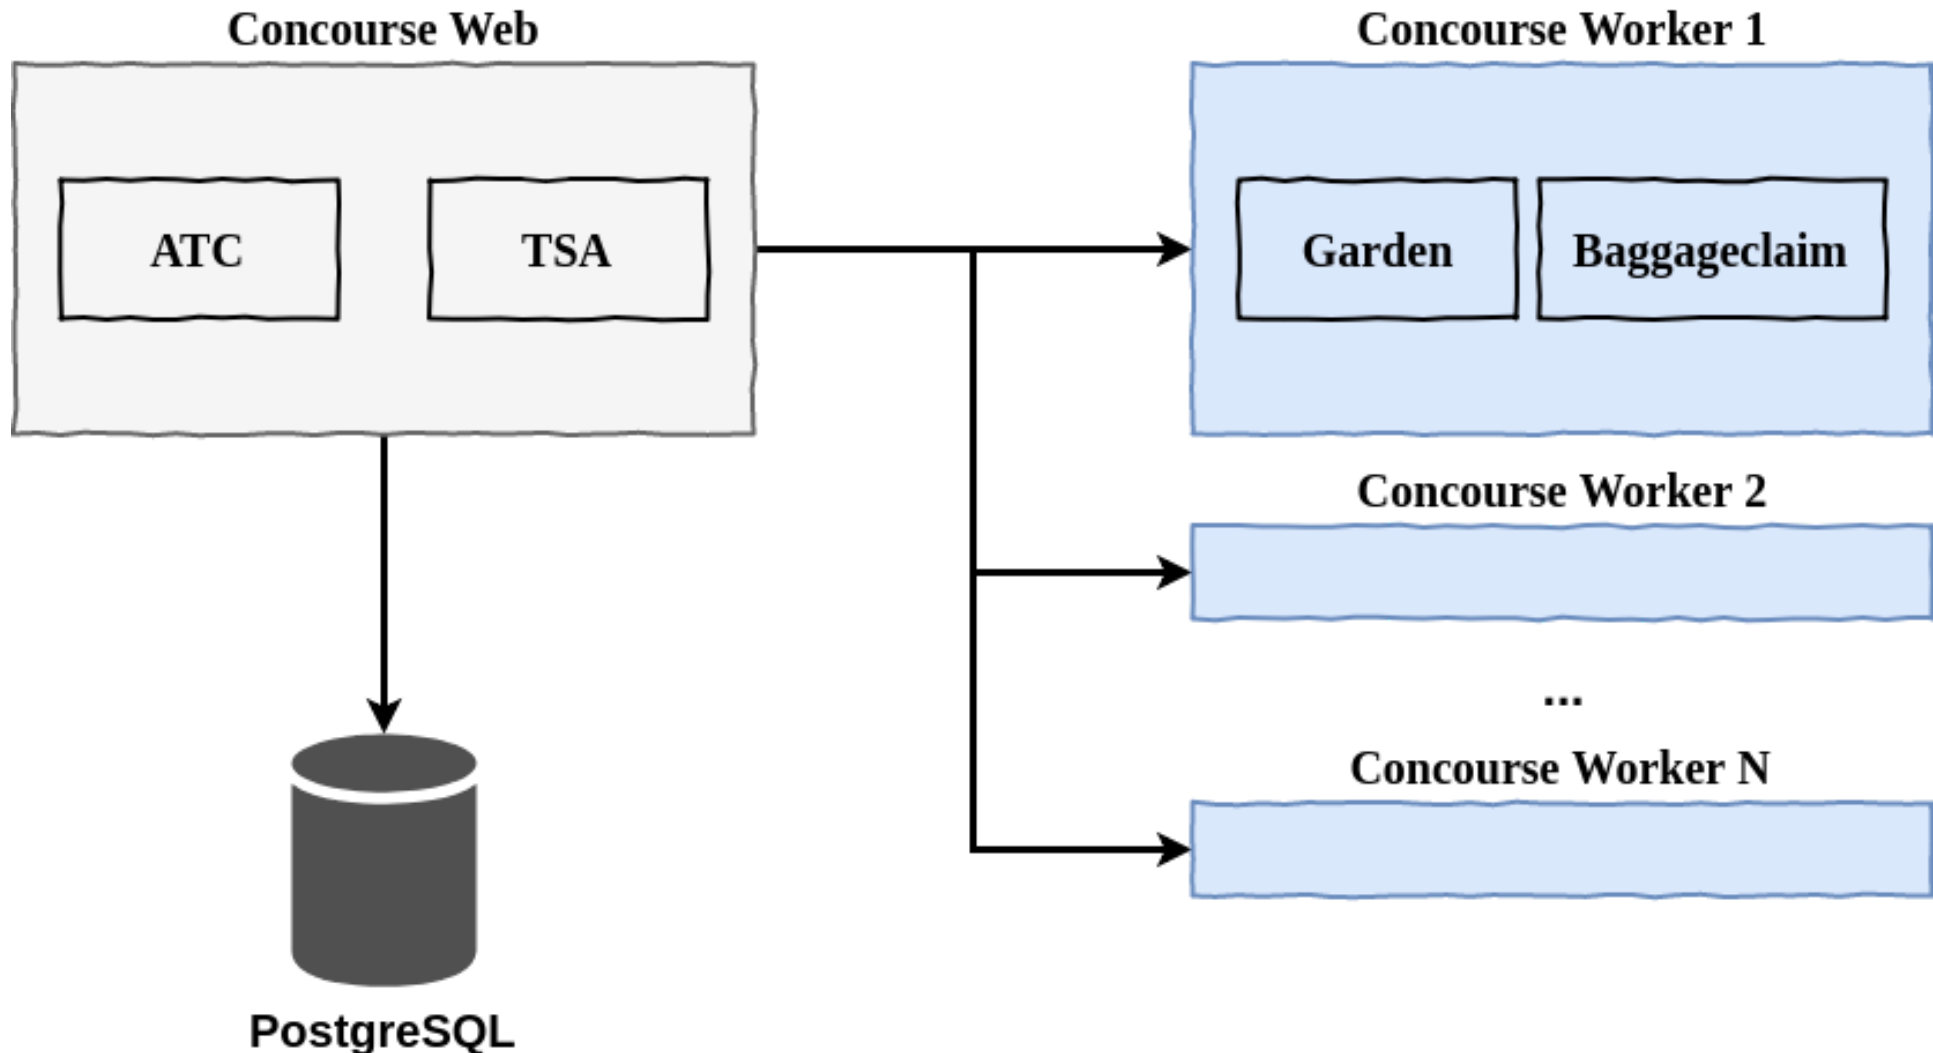 Concourse Web
ATC
TSA
PostgreSQL
Concourse Worker 1
Garden
Baggageclaim
Concourse Worker 2
...
Concourse Worker N